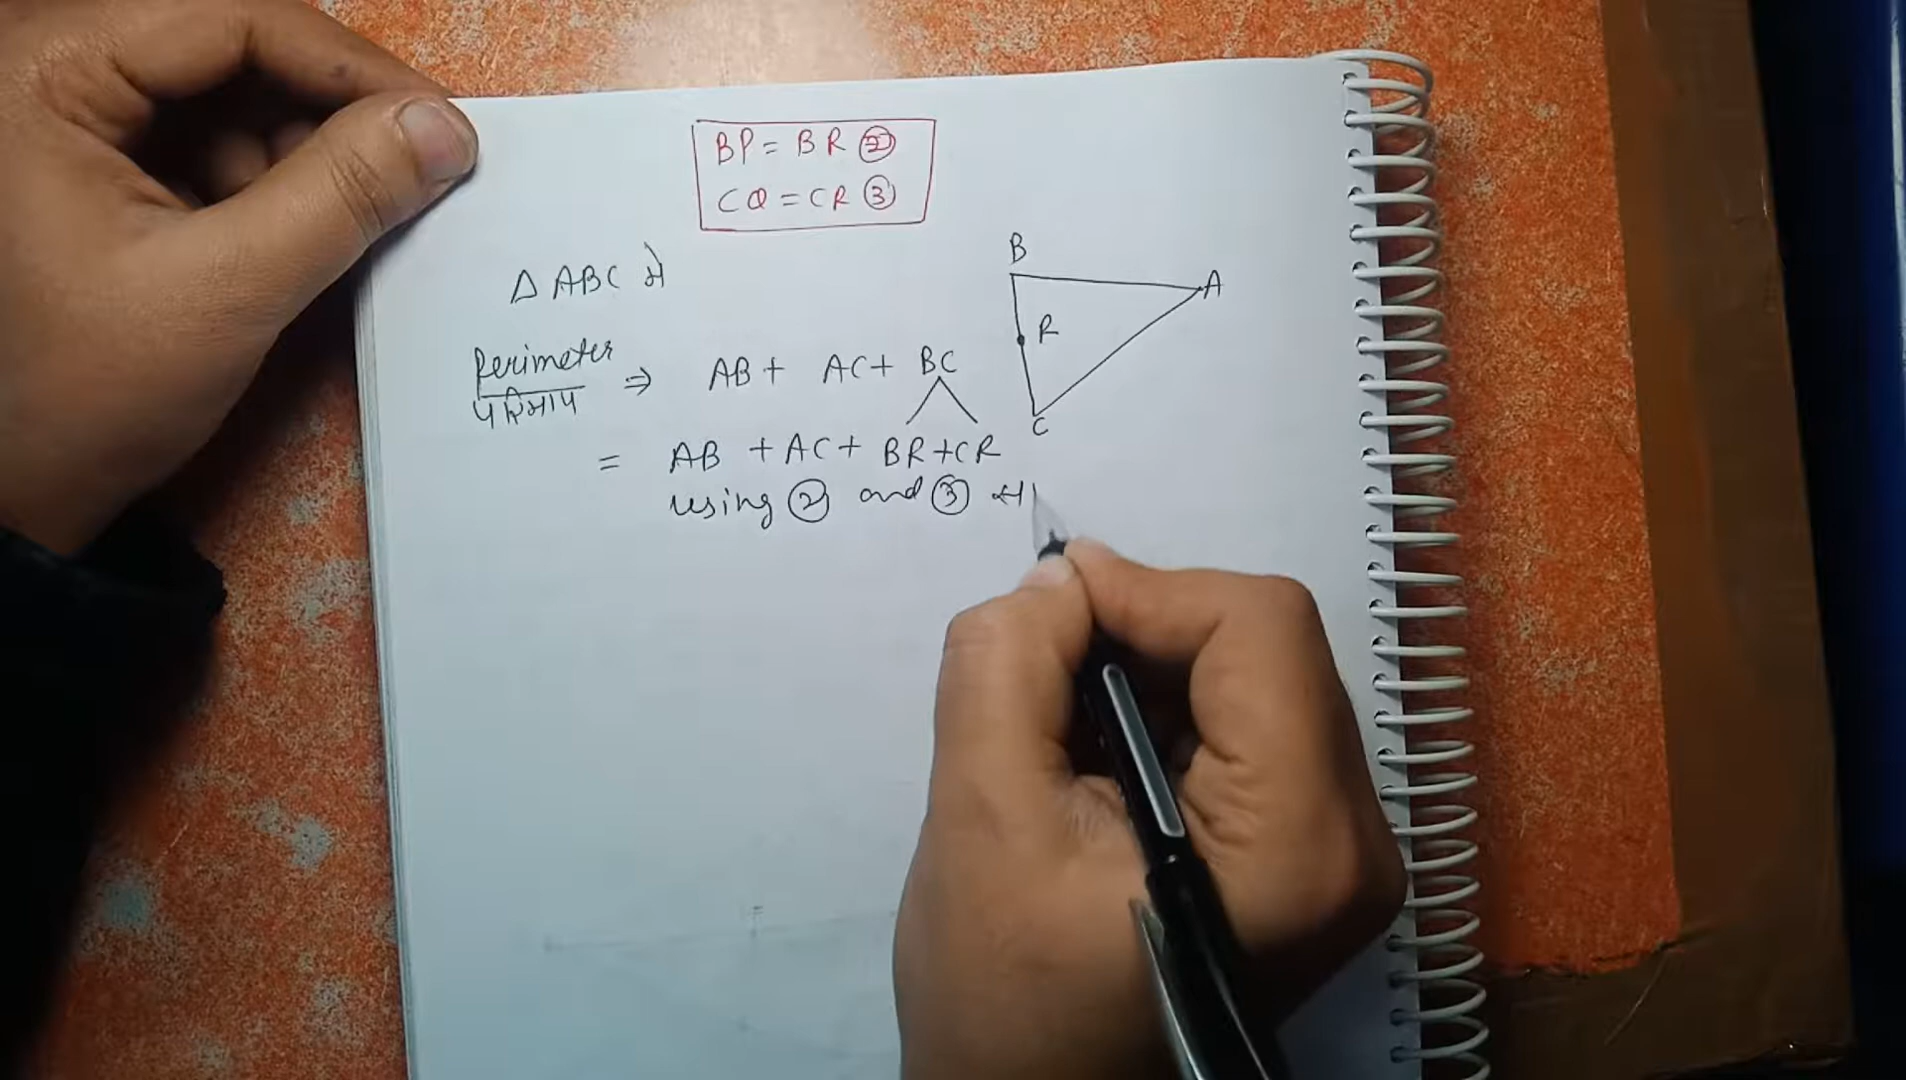 BP = BR ②
CQ = CR ③
Δ ABC में
B
A
R
C
Perimeter
परिमाप
⇒ AB + AC + BC
= AB + AC + BR + CR
using ② and ③